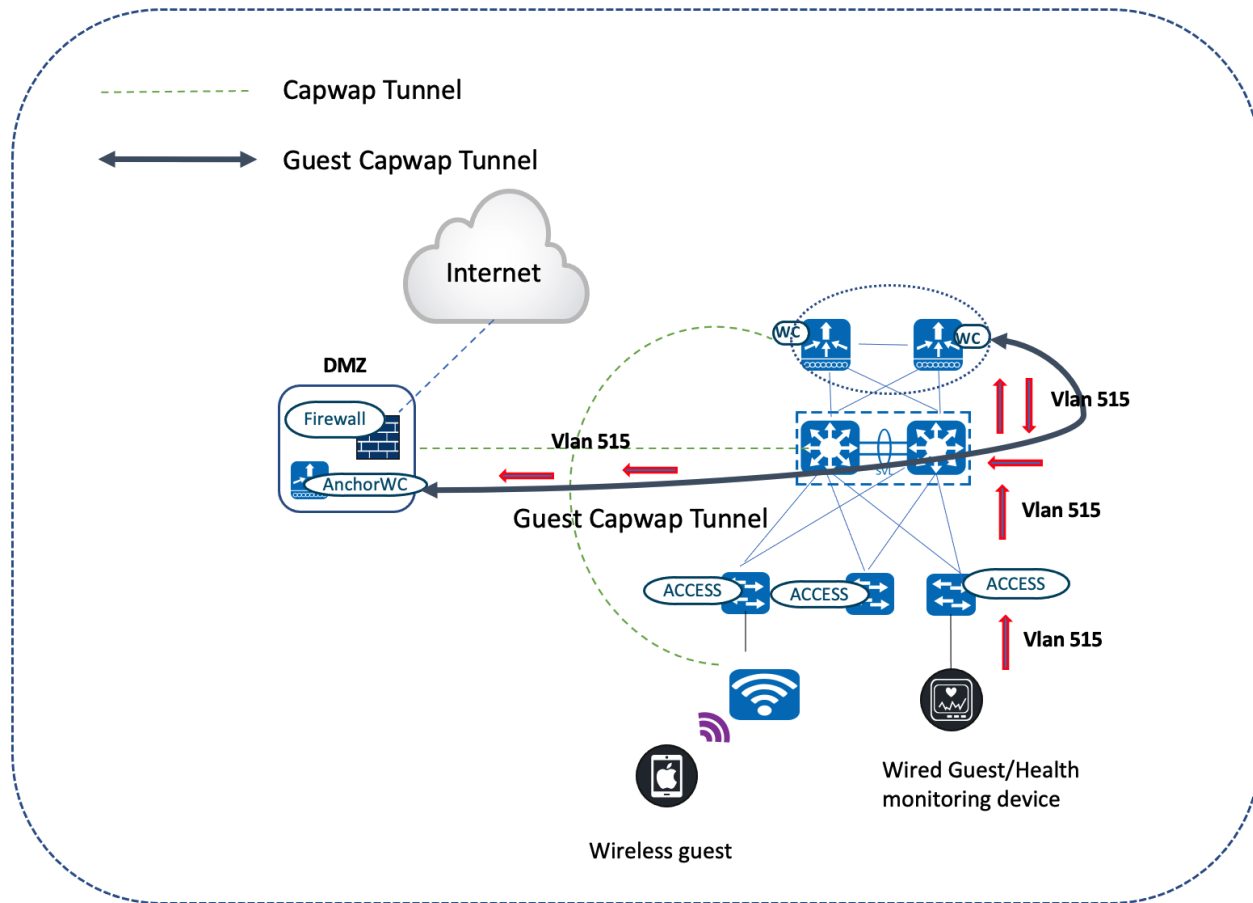 Capwap Tunnel
Guest Capwap Tunnel
Internet
DMZ
Firewall
AnchorWC
Vlan 515
Guest Capwap Tunnel
WC
WC
Vlan 515
SVL
Vlan 515
ACCESS
ACCESS
ACCESS
Vlan 515
Wired Guest/Health
monitoring device
Wireless guest